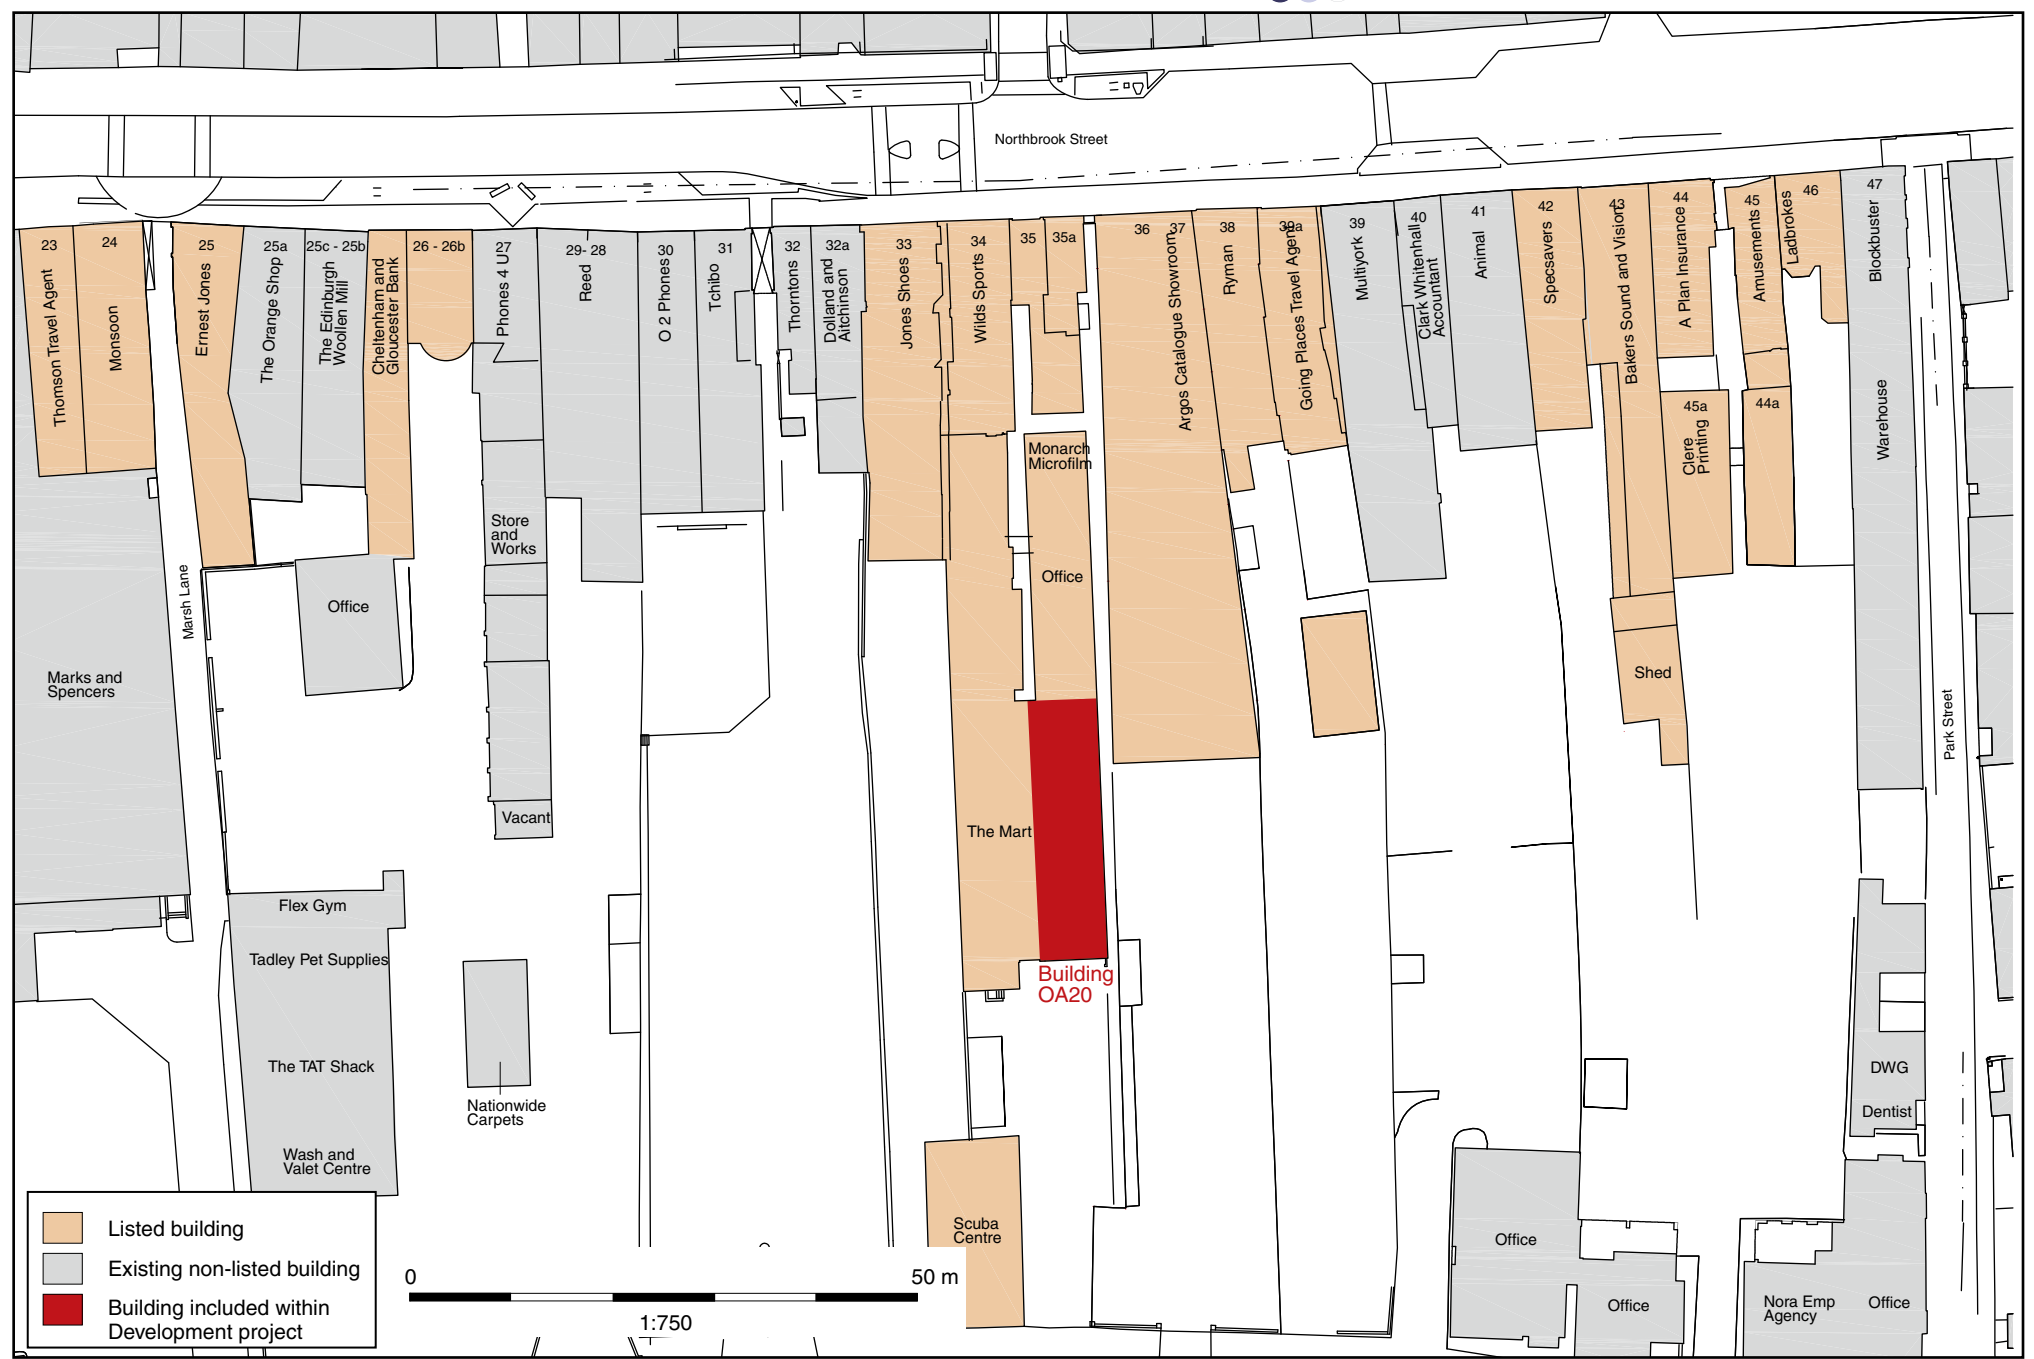 Northbrook Street
23
Thomson Travel Agent
24
Monsoon
25
Ernest Jones
25a
The Orange Shop
25c - 25b
The Edinburgh
Woollen Mill
Cheltenham and
Gloucester Bank
26 - 26b
27
Phones 4 US
29- 28
Reed
30
O 2 Phones
31
Tchibo
32
Thorntons
32a
Dolland and
Aitchinson
33
Jones Shoes
34
Wilds Sports
35
35a
36
37
Argos Catalogue Showroom
38
Ryman
39a
Going Places Travel Agent
39
Multiyork
40
Clark Whitenhall
Accountant
41
Animal
42
Specsavers
43
Bakers Sound and Vision
44
A Plan Insurance
45
Amusements
Ladbrokes
46
47
Blockbuster
Warehouse
45a
Clere
Printing
44a
Monarch
Microfilm
Office
Store
and
Works
Marsh Lane
Office
Marks and
Spencers
Shed
Park Street
Vacant
The Mart
Building
OA20
Flex Gym
Tadley Pet Supplies
The TAT Shack
Wash and
Valet Centre
Nationwide
Carpets
DWG
Dentist
Scuba
Centre
Office
Office
Nora Emp
Agency
Office
Listed building
Existing non-listed building
Building included within
Development project
0
50 m
1:750